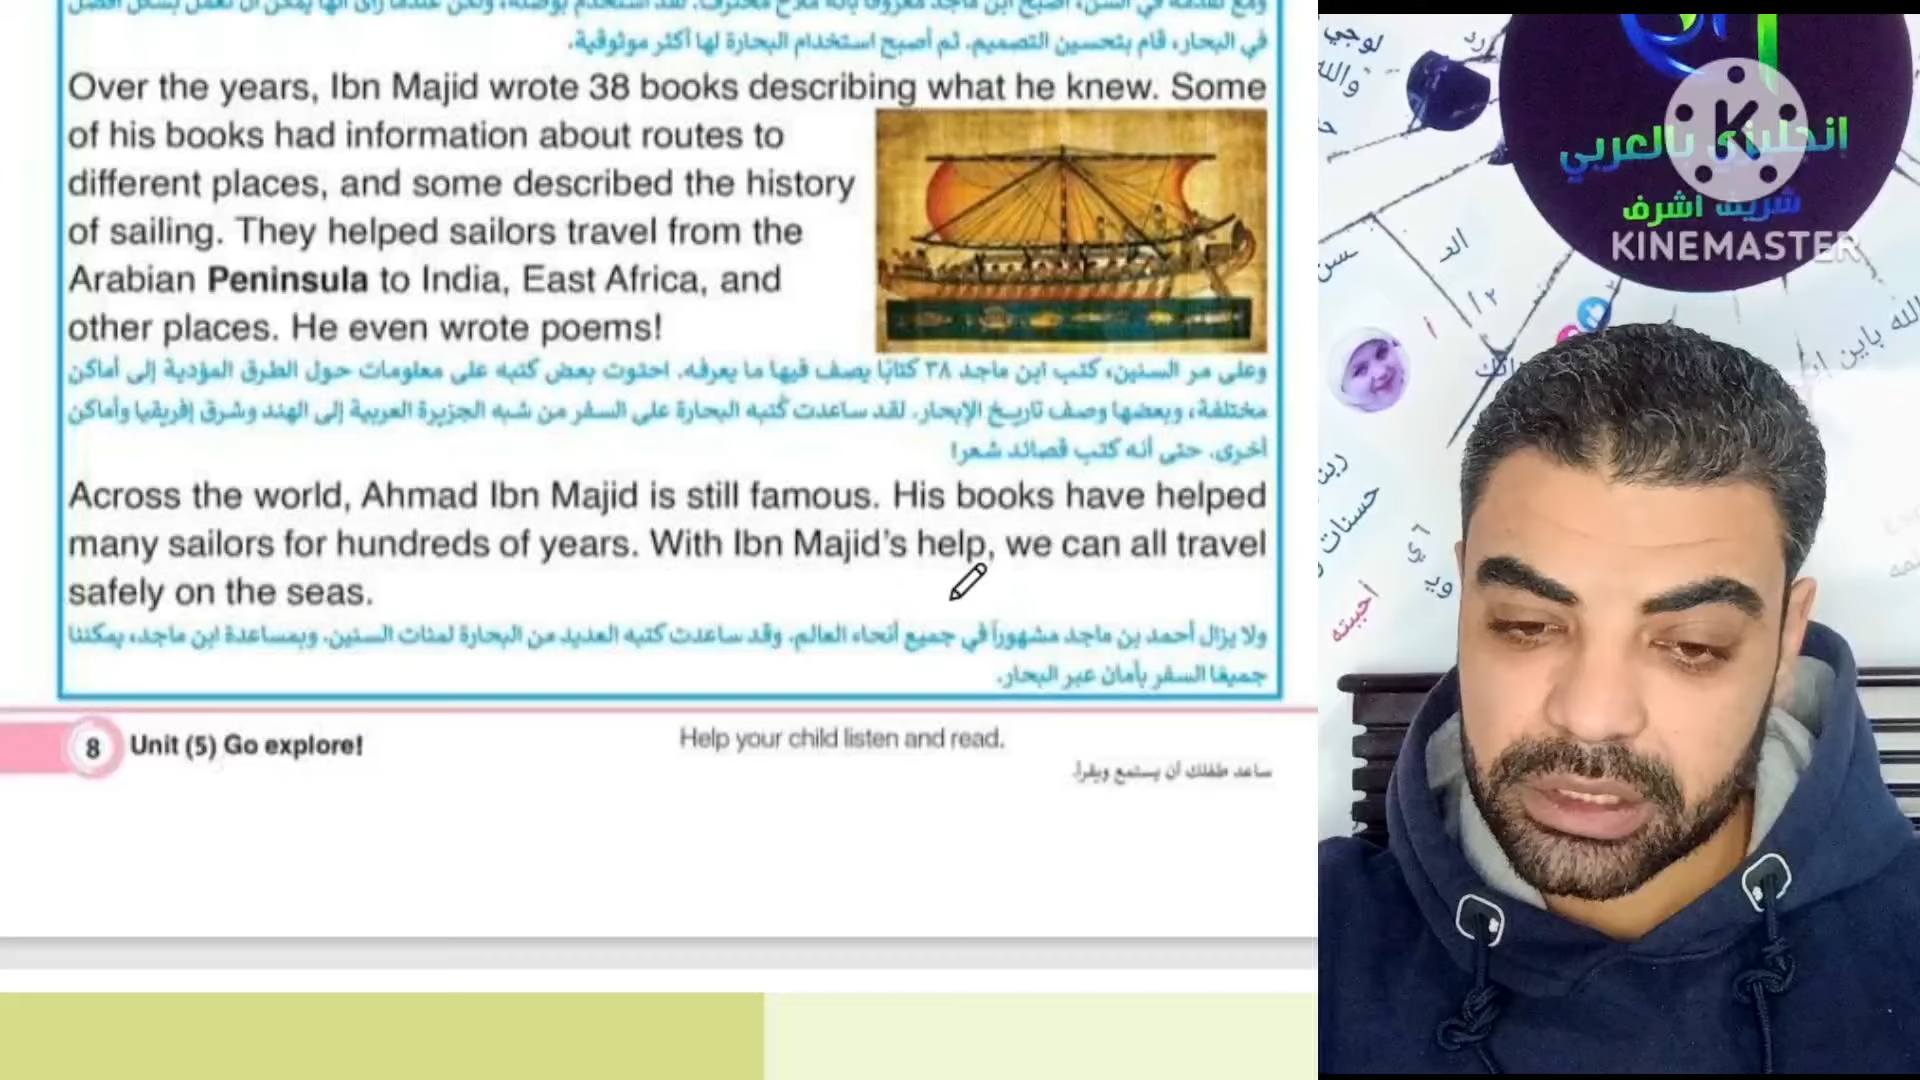 في البحار، قام بتحسين التصميم. ثم أصبح استخدام البحارة لها أكثر موثوقية.
Over the years, Ibn Majid wrote 38 books describing what he knew. Some
of his books had information about routes to
different places, and some described the history
of sailing. They helped sailors travel from the
Arabian Peninsula to India, East Africa, and
other places. He even wrote poems!
وعلى مر السنين، كتب ابن ماجد ٣٨ كتابًا يصف فيها ما يعرفه. احتوت بعض كتبه على معلومات حول الطرق المؤدية إلى أماكن
مختلفة، وبعضها وصف تاريخ الإبحار. لقد ساعدت كُتبه البحارة على السفر من شبه الجزيرة العربية إلى الهند وشرق إفريقيا وأماكن
أخرى. حتى أنه كتب قصائد شعر!
Across the world, Ahmad Ibn Majid is still famous. His books have helped
many sailors for hundreds of years. With Ibn Majid's help, we can all travel
safely on the seas.
ولا يزال أحمد بن ماجد مشهوراً في جميع أنحاء العالم. وقد ساعدت كتبه العديد من البحارة لمئات السنين. وبمساعدة ابن ماجد، يمكننا
جميعًا السفر بأمان عبر البحار.
8 Unit (5) Go explore!
Help your child listen and read.
ساعد طفلك أن يستمع ويقرأ.
انجليزي بالعربي
شريف اشرف
K
KINEMASTER
لوجي
والله
حسنات
أجبته